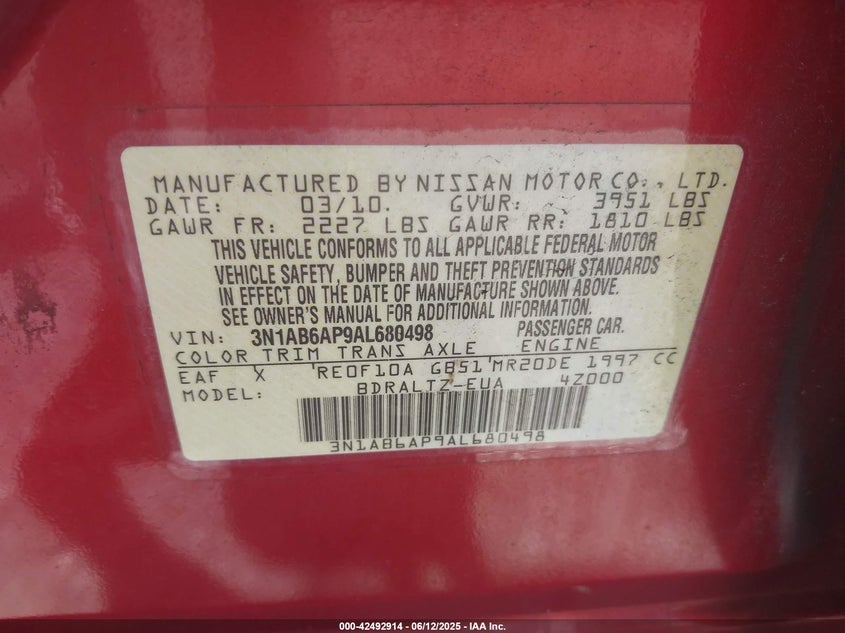 MANUFACTURED BY NISSAN MOTOR CO., LTD.
DATE: 03/10. GVWR: 3951 LBS
GAWR FR: 2227 LBS GAWR RR: 1810 LBS
THIS VEHICLE CONFORMS TO ALL APPLICABLE FEDERAL MOTOR
VEHICLE SAFETY, BUMPER AND THEFT PREVENTION STANDARDS
IN EFFECT ON THE DATE OF MANUFACTURE SHOWN ABOVE.
SEE OWNER'S MANUAL FOR ADDITIONAL INFORMATION.
VIN: 3N1AB6AP9AL680498 PASSENGER CAR.
COLOR TRIM TRANS AXLE ENGINE
EAF X RE0F10A GB51 MR20DE 1997 CC
MODEL: BDRALTZ-EUA 4Z000
3N1AB6AP9AL680498
000-42492914 - 06/12/2025 - IAA Inc.